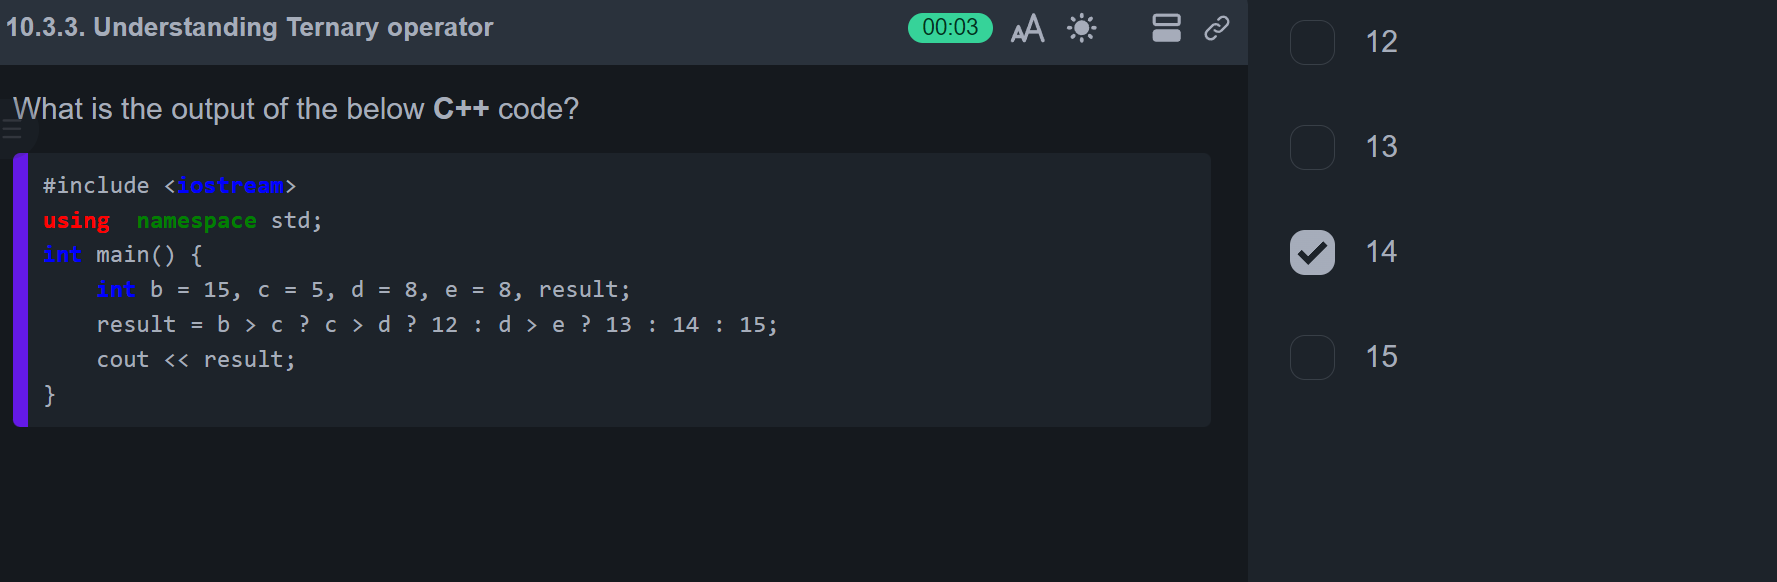 10.3.3. Understanding Ternary operator
00:03
AA
What is the output of the below C++ code?
#include <iostream>
using  namespace std;
int main() {
    int b = 15, c = 5, d = 8, e = 8, result;
    result = b > c ? c > d ? 12 : d > e ? 13 : 14 : 15;
    cout << result;
}
12
13
14
15